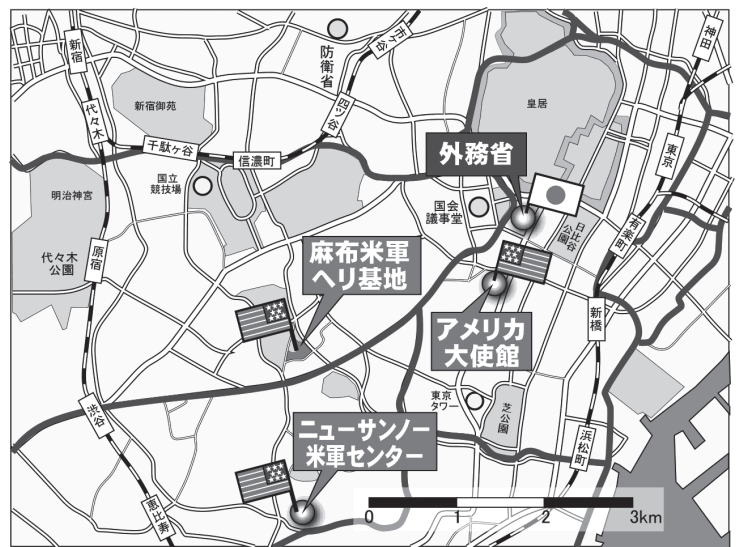 新宿
防衛省
市ヶ谷
神田
新宿御苑
皇居
代々木
四ツ谷
千駄ヶ谷
信濃町
外務省
東京
明治神宮
国立
競技場
国会
議事堂
日比谷
公園
有楽町
代々木
公園
原宿
麻布米軍
ヘリ基地
アメリカ
大使館
新橋
渋谷
東京
タワー
芝公園
ニューサンノー
米軍センター
浜松町
恵比寿
0 1 2 3km